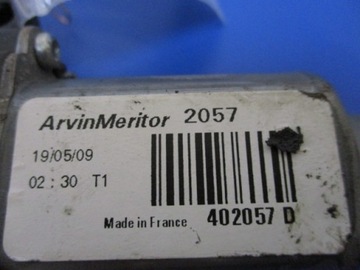 ArvinMeritor 2057
19/05/09
02 : 30 T1
Made in France 402057 D